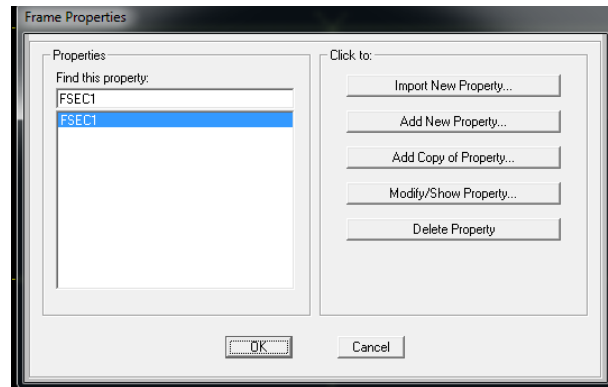 Frame Properties
Properties
Find this property:
FSEC1
FSEC1
Click to:
Import New Property...
Add New Property...
Add Copy of Property...
Modify/Show Property...
Delete Property
OK
Cancel